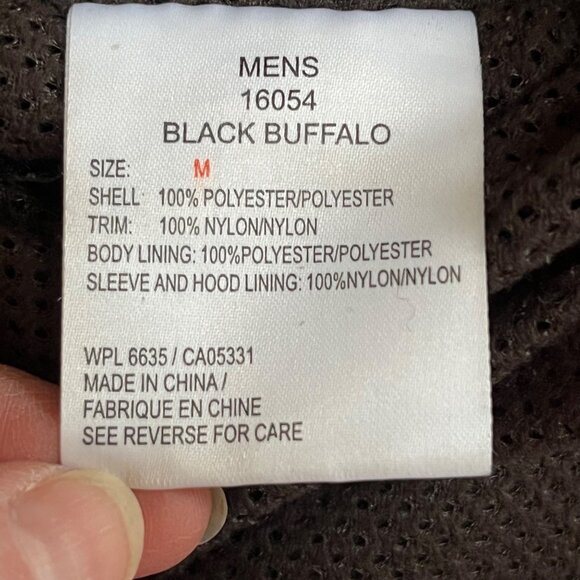 MENS
16054
BLACK BUFFALO
SIZE: M
SHELL: 100% POLYESTER/POLYESTER
TRIM: 100% NYLON/NYLON
BODY LINING: 100%POLYESTER/POLYESTER
SLEEVE AND HOOD LINING: 100%NYLON/NYLON
WPL 6635 / CA05331
MADE IN CHINA /
FABRIQUE EN CHINE
SEE REVERSE FOR CARE